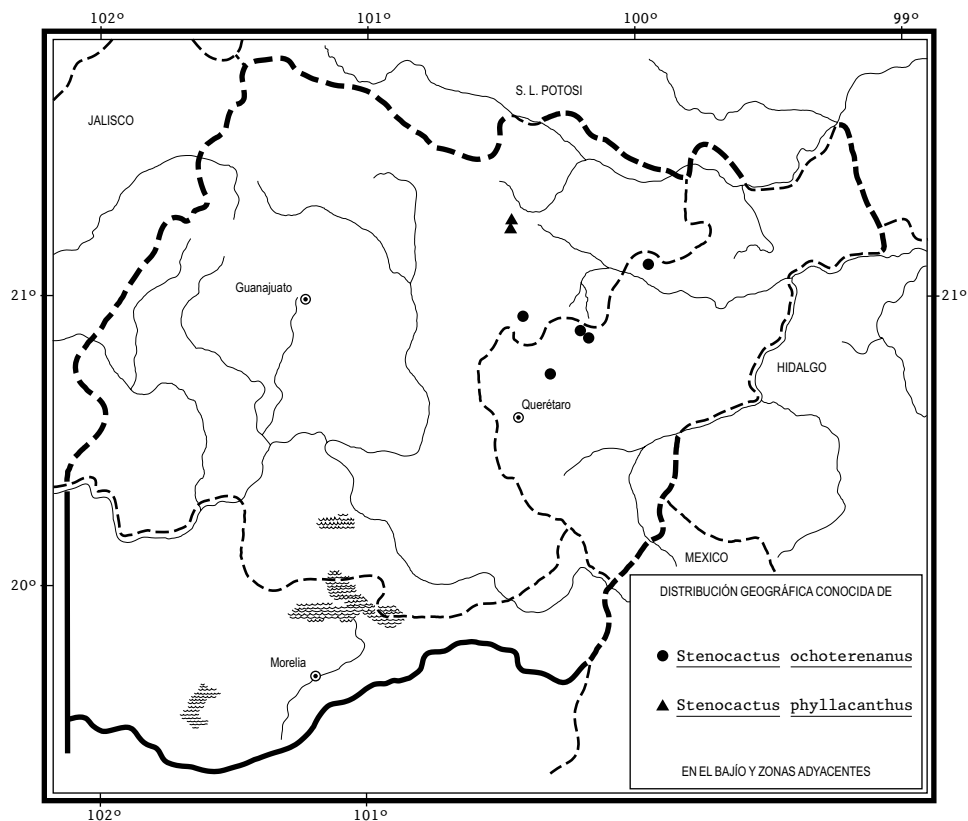 102º 101º 100º 99º
S. L. POTOSI
JALISCO
Guanajuato
21º 21º
HIDALGO
Querétaro
MEXICO
20º
DISTRIBUCIÓN GEOGRÁFICA CONOCIDA DE
Stenocactus ochoterenanus
Morelia
Stenocactus phyllacanthus
EN EL BAJÍO Y ZONAS ADYACENTES
102º 101º